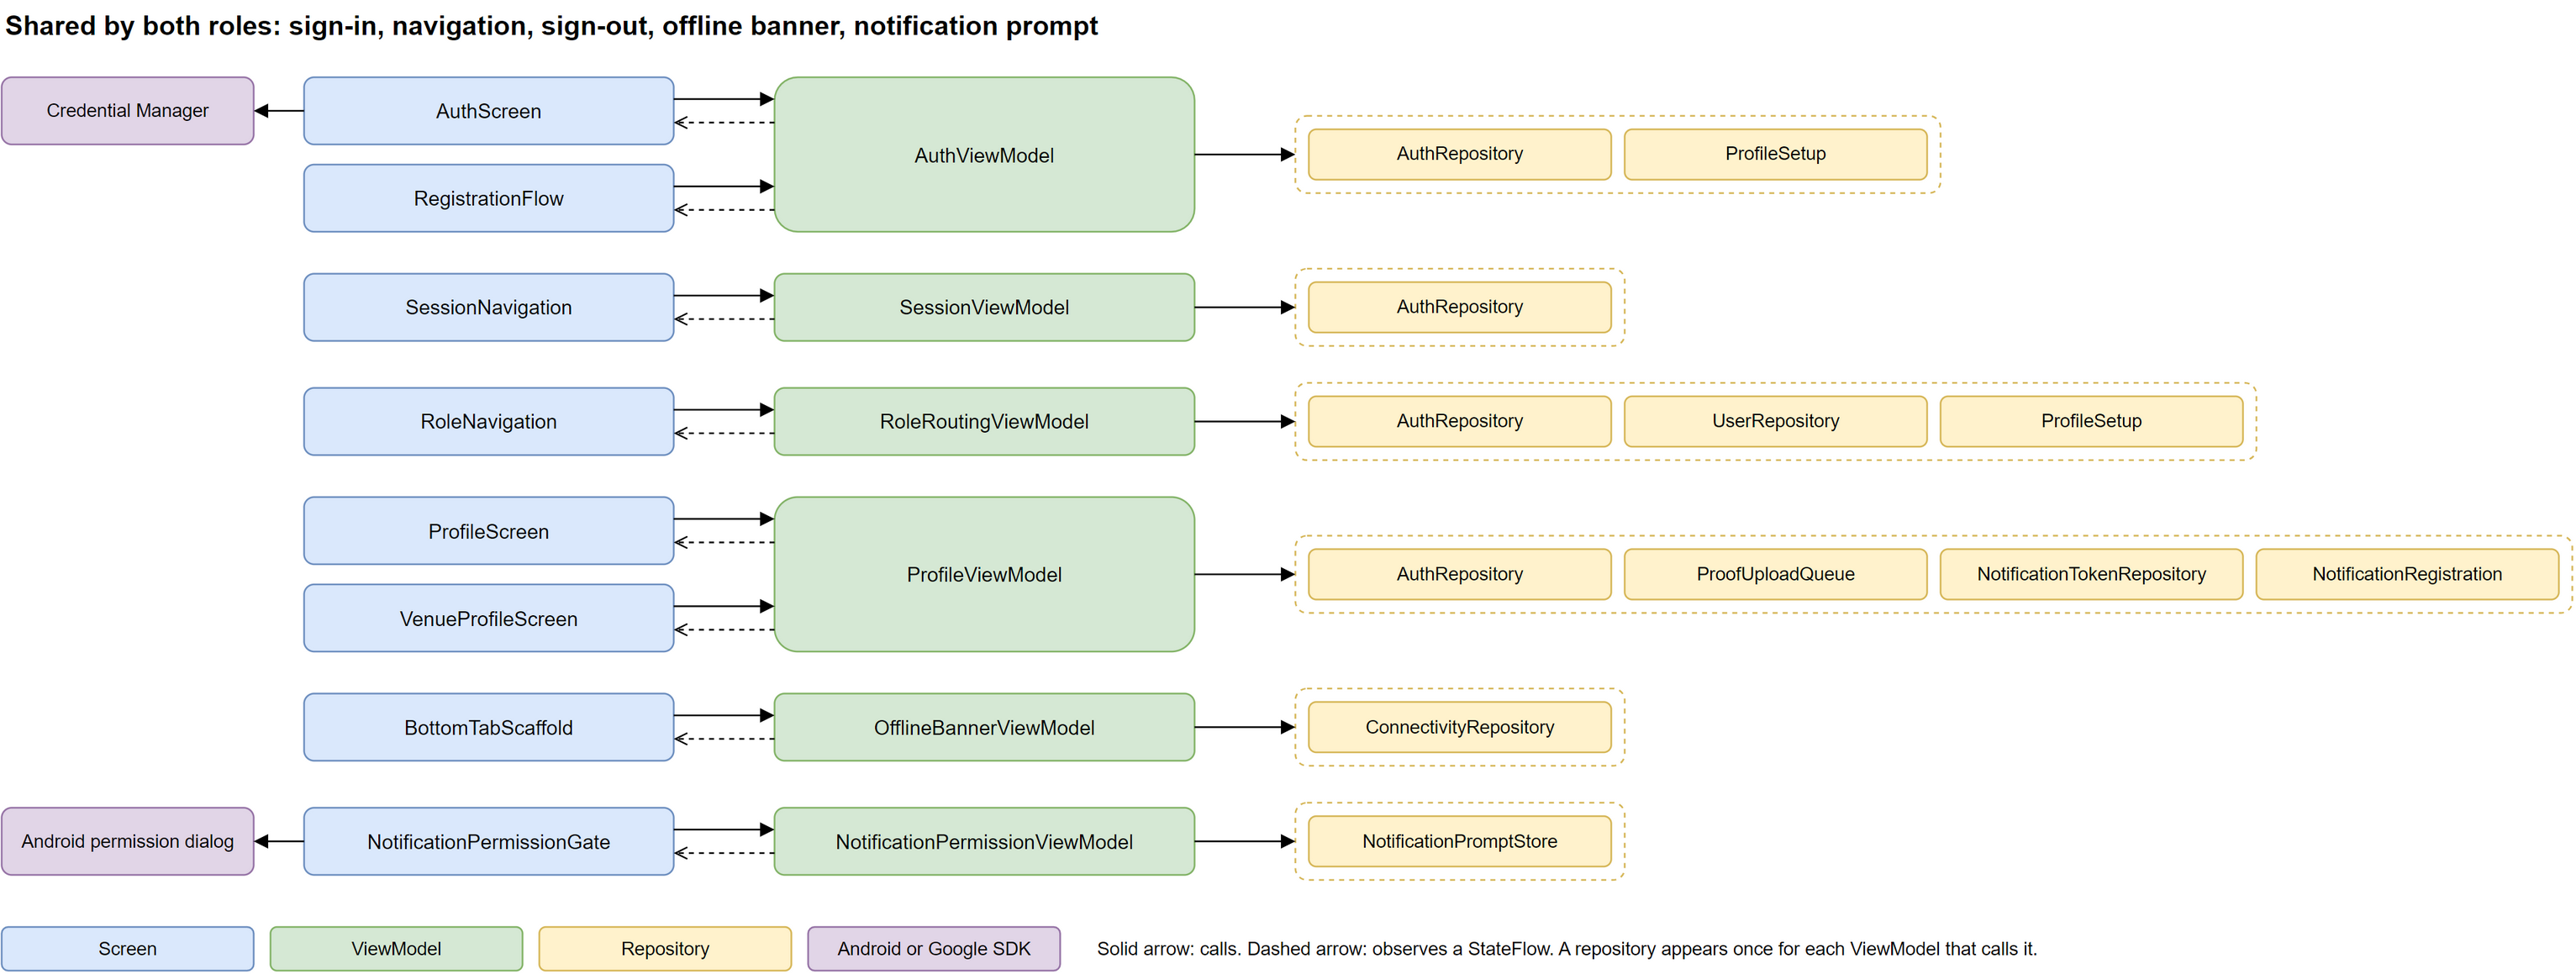 Shared by both roles: sign-in, navigation, sign-out, offline banner, notification prompt
Credential Manager
AuthScreen
AuthViewModel
AuthRepository
ProfileSetup
RegistrationFlow
SessionNavigation
SessionViewModel
AuthRepository
RoleNavigation
RoleRoutingViewModel
AuthRepository
UserRepository
ProfileSetup
ProfileScreen
ProfileViewModel
AuthRepository
ProofUploadQueue
NotificationTokenRepository
NotificationRegistration
VenueProfileScreen
BottomTabScaffold
OfflineBannerViewModel
ConnectivityRepository
Android permission dialog
NotificationPermissionGate
NotificationPermissionViewModel
NotificationPromptStore
Screen
ViewModel
Repository
Android or Google SDK
Solid arrow: calls. Dashed arrow: observes a StateFlow. A repository appears once for each ViewModel that calls it.